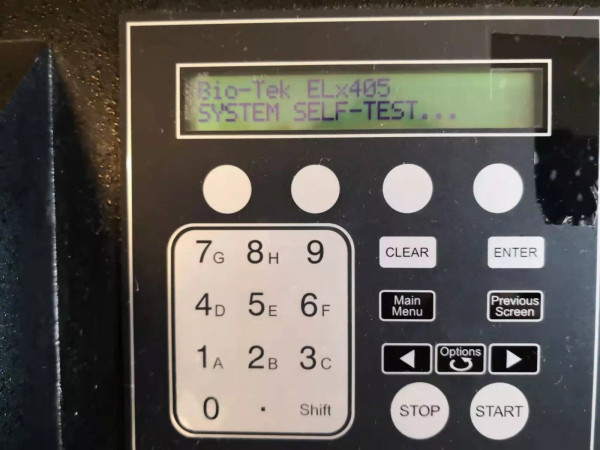 Bio-Tek ELx405
SYSTEM SELF-TEST...
7G 8H 9
CLEAR
ENTER
4D 5E 6F
Main
Menu
Previous
Screen
1A 2B 3C
Options
0 . Shift
STOP
START